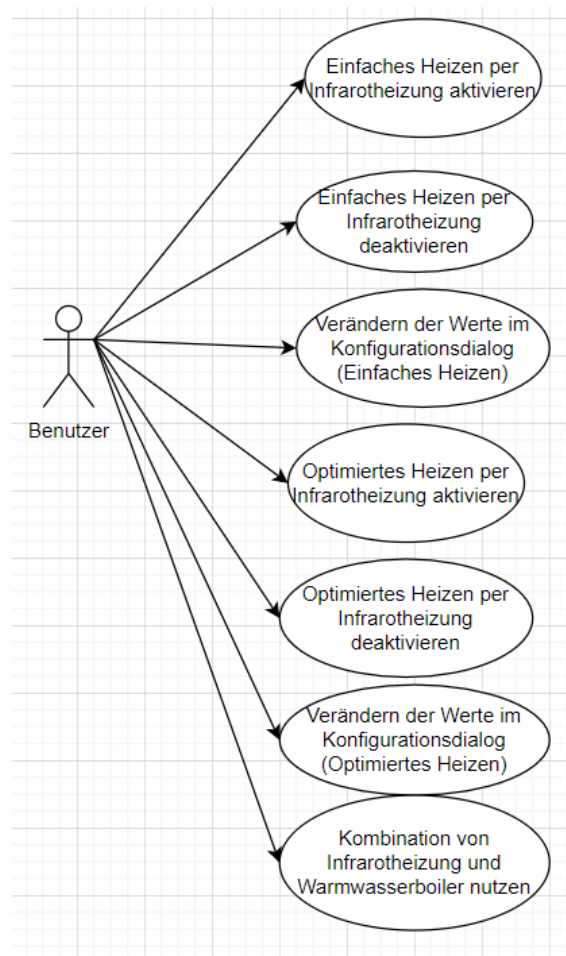 Einfaches Heizen per
Infrarotheizung aktivieren
Einfaches Heizen per
Infrarotheizung
deaktivieren
Verändern der Werte im
Konfigurationsdialog
(Einfaches Heizen)
Benutzer
Optimiertes Heizen per
Infrarotheizung aktivieren
Optimiertes Heizen per
Infrarotheizung
deaktivieren
Verändern der Werte im
Konfigurationsdialog
(Optimiertes Heizen)
Kombination von
Infrarotheizung und
Warmwasserboiler nutzen